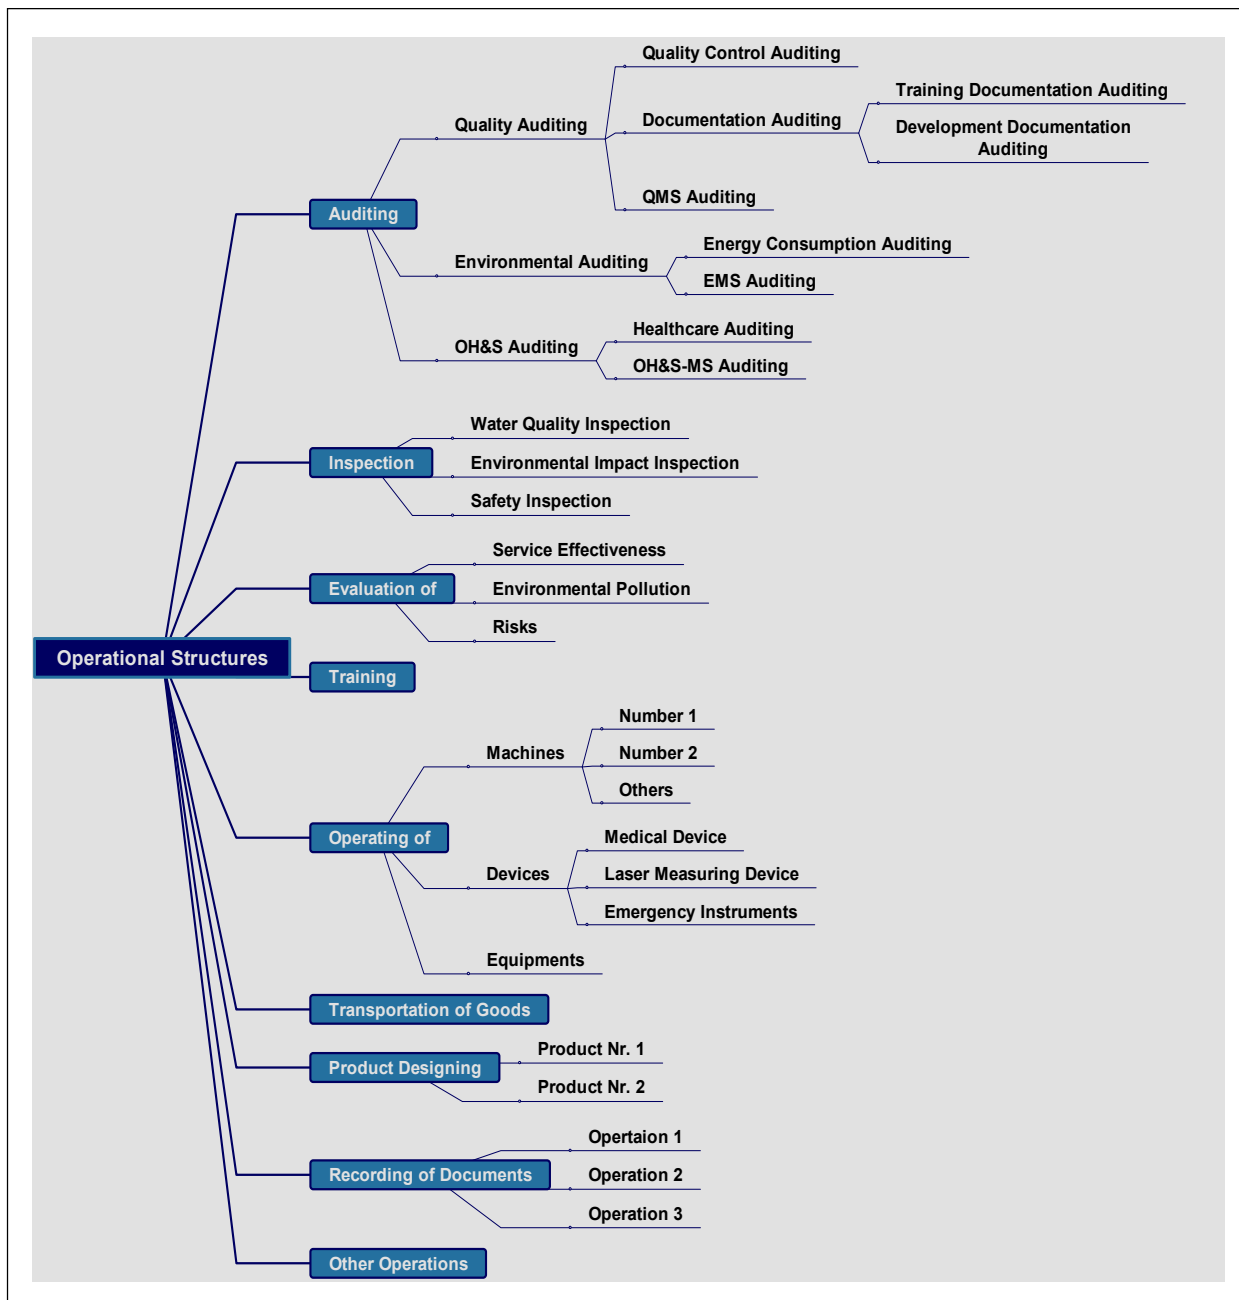 Operational Structures
Auditing
Quality Auditing
Quality Control Auditing
Documentation Auditing
Training Documentation Auditing
Development Documentation
Auditing
QMS Auditing
Environmental Auditing
Energy Consumption Auditing
EMS Auditing
OH&S Auditing
Healthcare Auditing
OH&S-MS Auditing
Inspection
Water Quality Inspection
Environmental Impact Inspection
Safety Inspection
Evaluation of
Service Effectiveness
Environmental Pollution
Risks
Training
Operating of
Machines
Number 1
Number 2
Others
Devices
Medical Device
Laser Measuring Device
Emergency Instruments
Equipments
Transportation of Goods
Product Designing
Product Nr. 1
Product Nr. 2
Recording of Documents
Opertaion 1
Operation 2
Operation 3
Other Operations